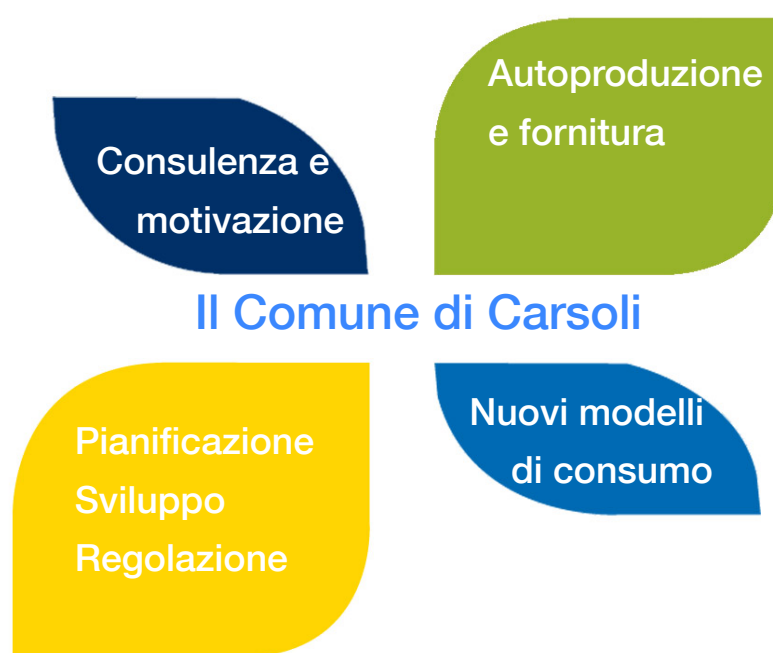 Consulenza e
motivazione
Autoproduzione
e fornitura
Il Comune di Carsoli
Pianificazione
Sviluppo
Regolazione
Nuovi modelli
di consumo